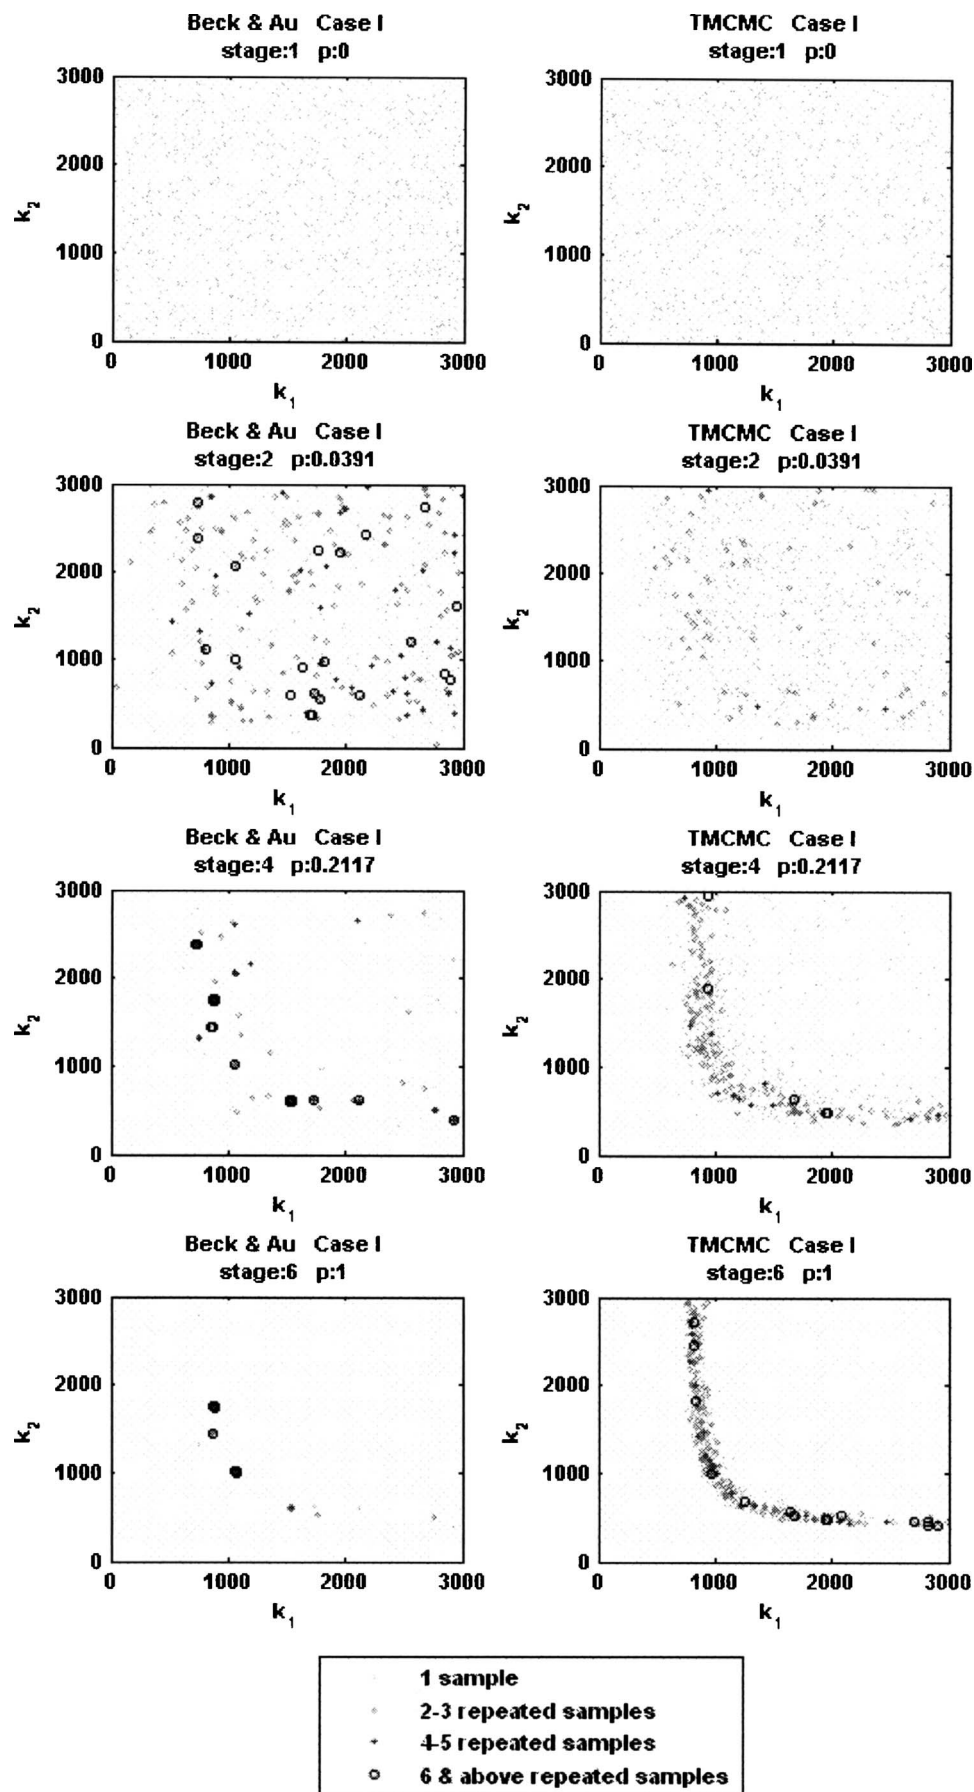 Beck & Au Case I
stage:1 p:0
3000
2000
1000
0
k2
0 1000 2000 3000
k1
TMCMC Case I
stage:1 p:0
3000
2000
1000
0
k2
0 1000 2000 3000
k1
Beck & Au Case I
stage:2 p:0.0391
3000
2000
1000
0
k2
0 1000 2000 3000
k1
TMCMC Case I
stage:2 p:0.0391
3000
2000
1000
0
k2
0 1000 2000 3000
k1
Beck & Au Case I
stage:4 p:0.2117
3000
2000
1000
0
k2
0 1000 2000 3000
k1
TMCMC Case I
stage:4 p:0.2117
3000
2000
1000
0
k2
0 1000 2000 3000
k1
Beck & Au Case I
stage:6 p:1
3000
2000
1000
0
k2
0 1000 2000 3000
k1
TMCMC Case I
stage:6 p:1
3000
2000
1000
0
k2
0 1000 2000 3000
k1
1 sample
2-3 repeated samples
4-5 repeated samples
6 & above repeated samples